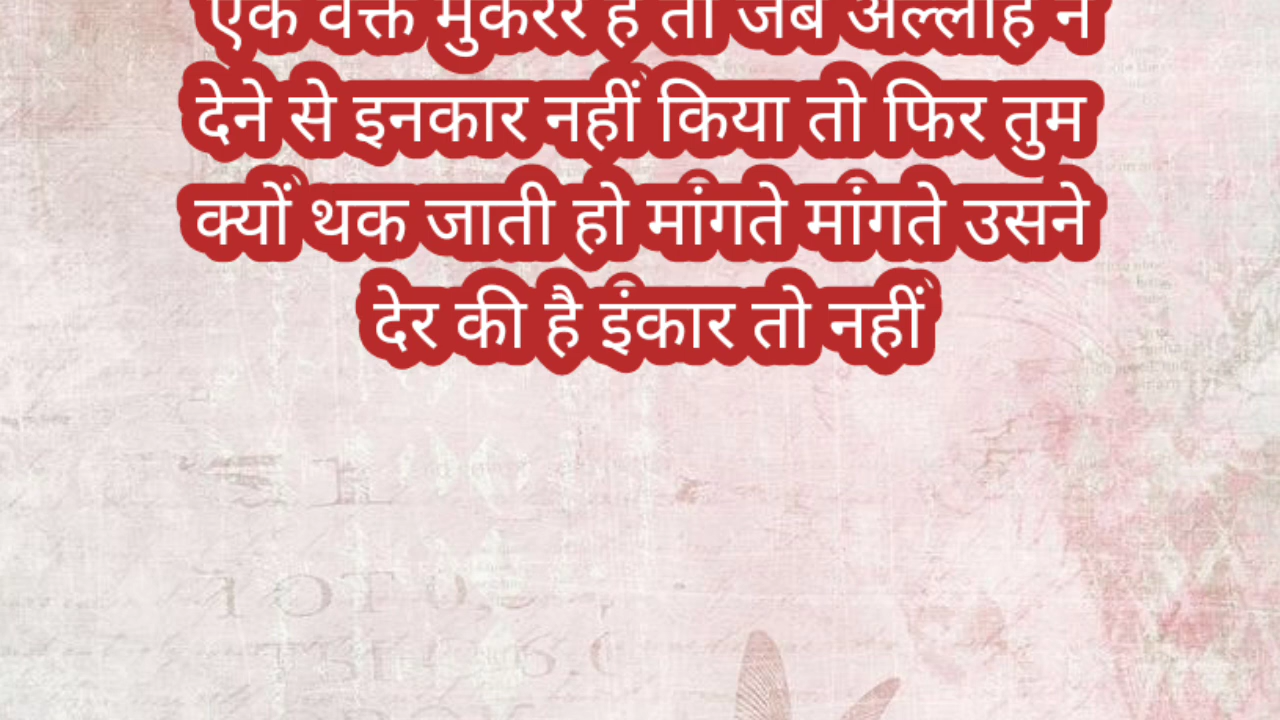 एक वक्त मुकर्रर है तो जब अल्लाह ने
देने से इनकार नहीं किया तो फिर तुम
क्यों थक जाती हो मांगते मांगते उसने
देर की है इंकार तो नहीं